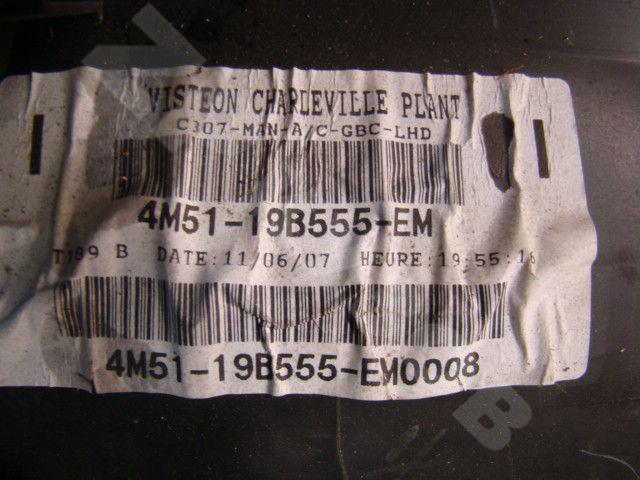 VISTEON CHARLEVILLE PLANT
C307-MAN-A/C-GBC-LHD
4M51-19B555-EM
T189 B DATE:11/06/07 HEURE:19:55:16
4M51-19B555-EM0008